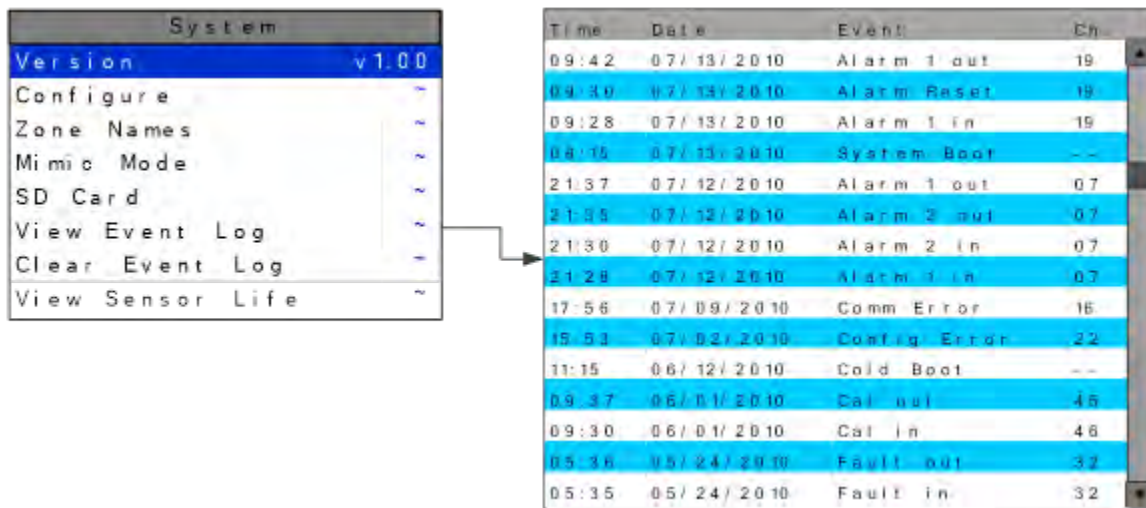 System
Version v1.00
Configure ~
Zone Names ~
Mimic Mode ~
SD Card ~
View Event Log ~
Clear Event Log ~
View Sensor Life ~
Time Date Event Ch
09:42 07/13/2010 Alarm 1 out 19
09:30 07/13/2010 Alarm Reset 19
09:28 07/13/2010 Alarm 1 in 19
07/13/2010 System Boot --
21:37 07/12/2010 Alarm 1 out 07
21:35 07/12/2010 Alarm 2 out 07
21:30 07/12/2010 Alarm 2 in 07
21:28 07/12/2010 Alarm 1 in 07
17:56 07/09/2010 Comm Error 16
15:53 07/02/2010 Config Error 22
11:15 06/12/2010 Cold Boot --
09:37 06/01/2010 Cal out 46
09:30 06/01/2010 Cal in 46
05:36 05/24/2010 Fault out 32
05:35 05/24/2010 Fault in 32